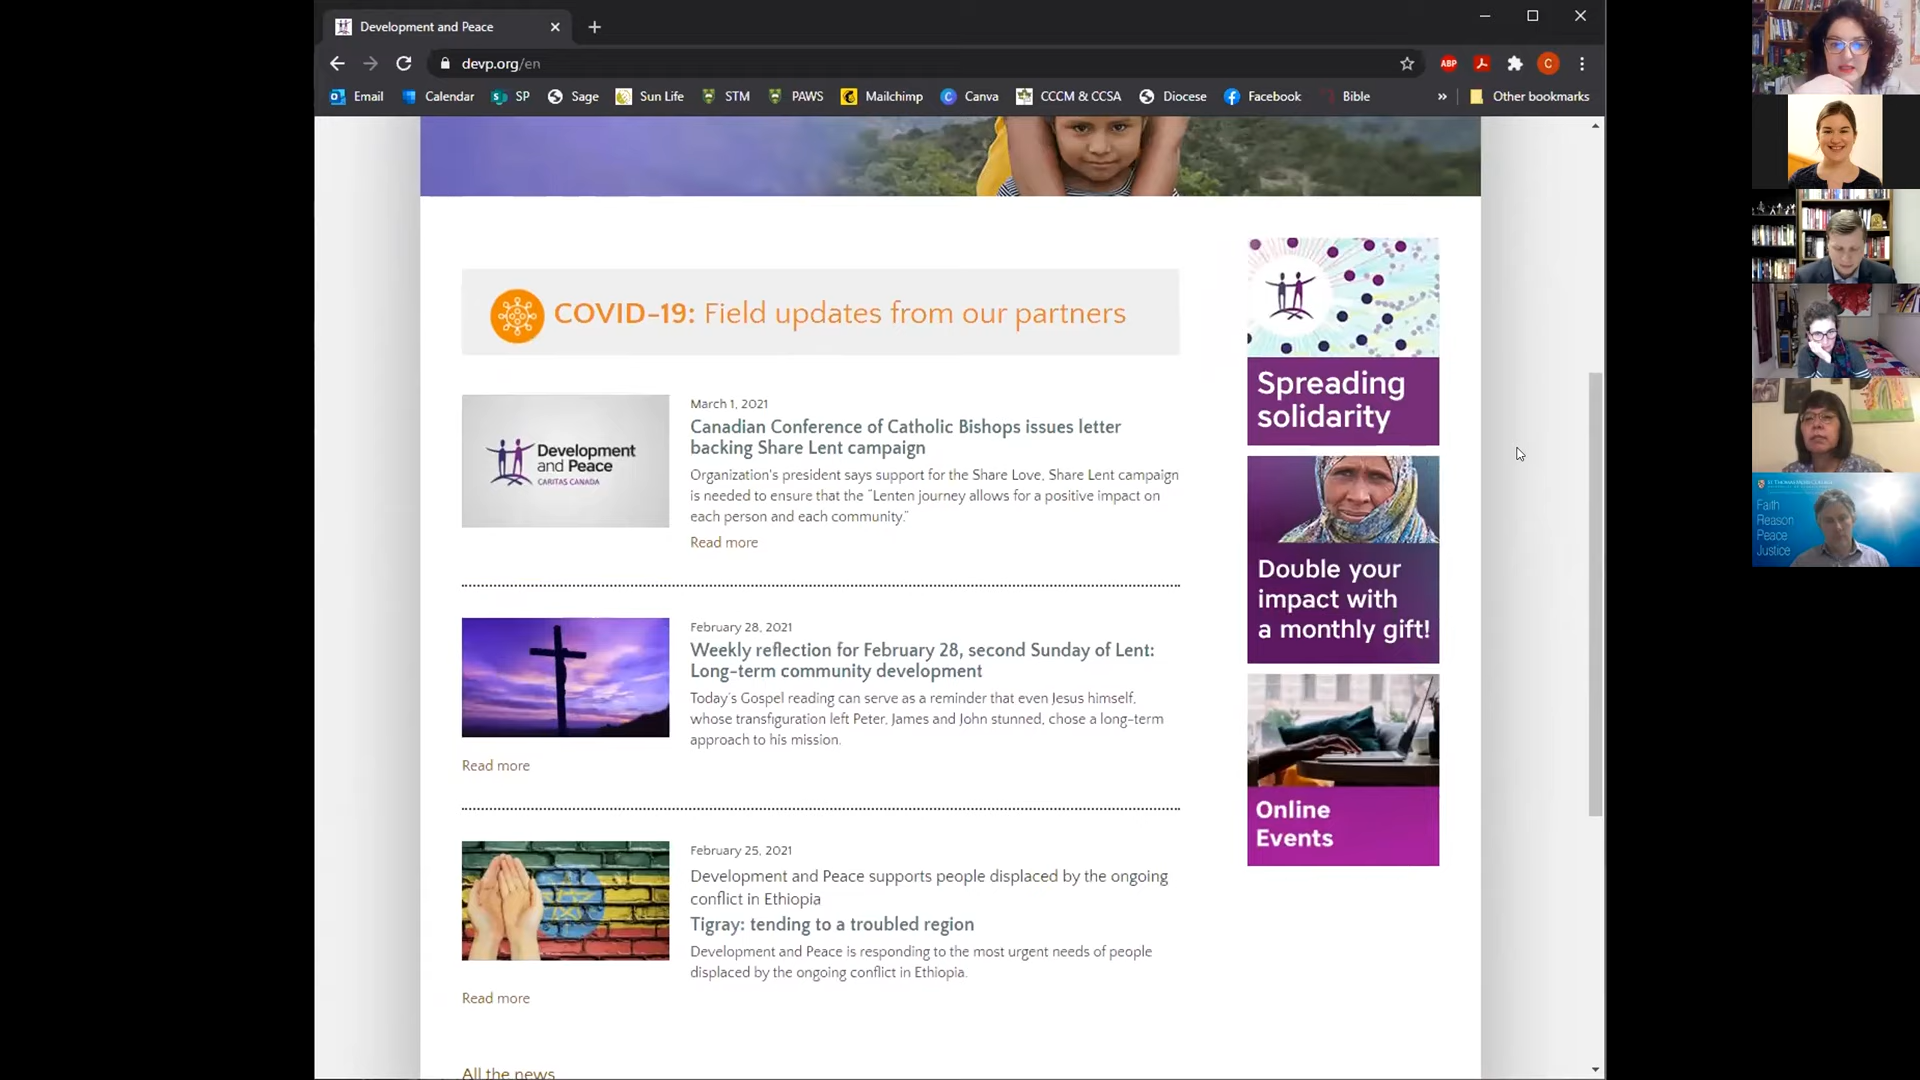 Development and Peace
devp.org/en
ABP
C
Email
Calendar
SP
Sage
Sun Life
STM
PAWS
Mailchimp
Canva
CCCM & CCSA
Diocese
Facebook
Bible
»
Other bookmarks
COVID-19: Field updates from our partners
Development
and Peace
CARITAS CANADA
March 1, 2021
Canadian Conference of Catholic Bishops issues letter
backing Share Lent campaign
Organization's president says support for the Share Love, Share Lent campaign
is needed to ensure that the “Lenten journey allows for a positive impact on
each person and each community.”
Read more
February 28, 2021
Weekly reflection for February 28, second Sunday of Lent:
Long-term community development
Today's Gospel reading can serve as a reminder that even Jesus himself,
whose transfiguration left Peter, James and John stunned, chose a long-term
approach to his mission.
Read more
February 25, 2021
Development and Peace supports people displaced by the ongoing
conflict in Ethiopia
Tigray: tending to a troubled region
Development and Peace is responding to the most urgent needs of people
displaced by the ongoing conflict in Ethiopia.
Read more
All the news
Spreading
solidarity
Double your
impact with
a monthly gift!
Online
Events
Faith
Reason
Peace
Justice